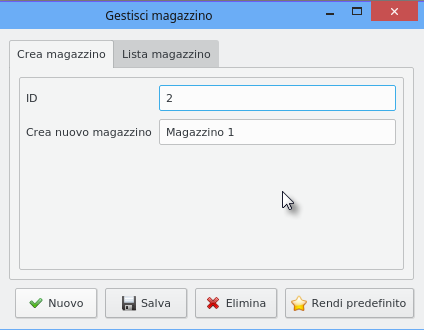 Gestisci magazzino
Crea magazzino Lista magazzino
ID 2
Crea nuovo magazzino Magazzino 1
Nuovo Salva Elimina Rendi predefinito